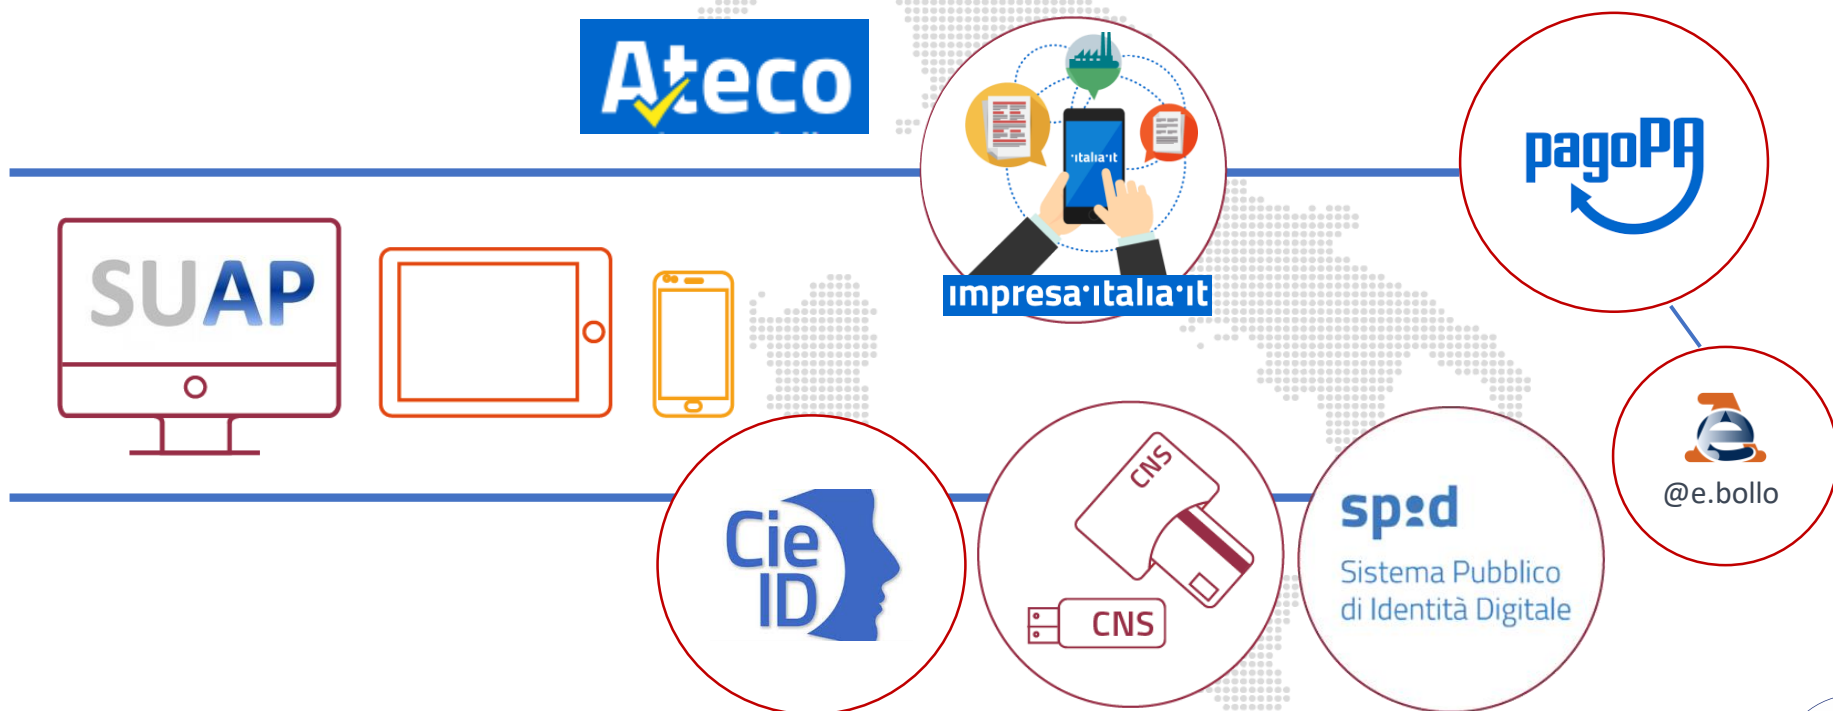 Ateco
·italia·it
impresa·italia·it
pagoPA
SUAP
@e.bollo
CNS
Cie
ID
CNS
spid
Sistema Pubblico
di Identità Digitale